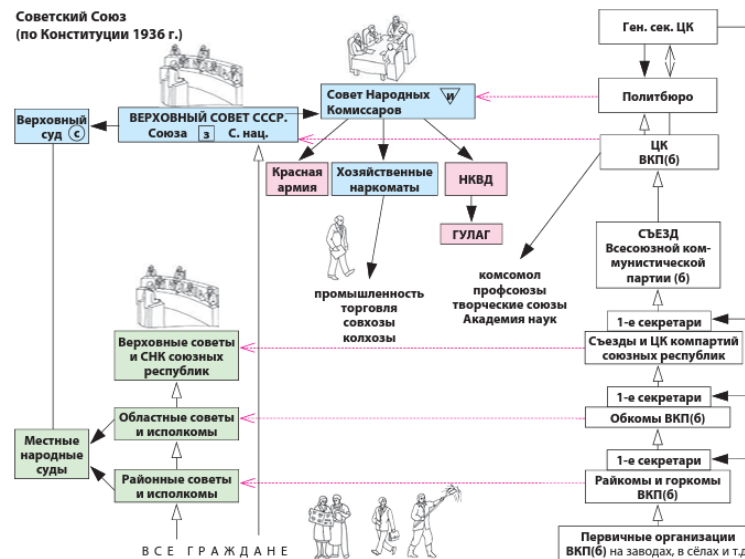 Советский Союз
(по Конституции 1936 г.)
Ген. сек. ЦК
Совет Народных
Комиссаров
и
Политбюро
Верховный
суд с
ВЕРХОВНЫЙ СОВЕТ СССР.
Союза з С. нац.
ЦК
ВКП(б)
Красная
армия
Хозяйственные
наркоматы
НКВД
ГУЛАГ
СЪЕЗД
Всесоюзной ком-
мунистической
партии (б)
промышленность
торговля
совхозы
колхозы
комсомол
профсоюзы
творческие союзы
Академия наук
1-е секретари
Съезды и ЦК компартий
союзных республик
Верховные советы
и СНК союзных
республик
1-е секретари
Обкомы ВКП(б)
Областные советы
и исполкомы
Местные
народные
суды
1-е секретари
Райкомы и горкомы
ВКП(б)
Районные советы
и исполкомы
Первичные организации
ВКП(б) на заводах, в сёлах и т.д.
ВСЕ ГРАЖДАНЕ